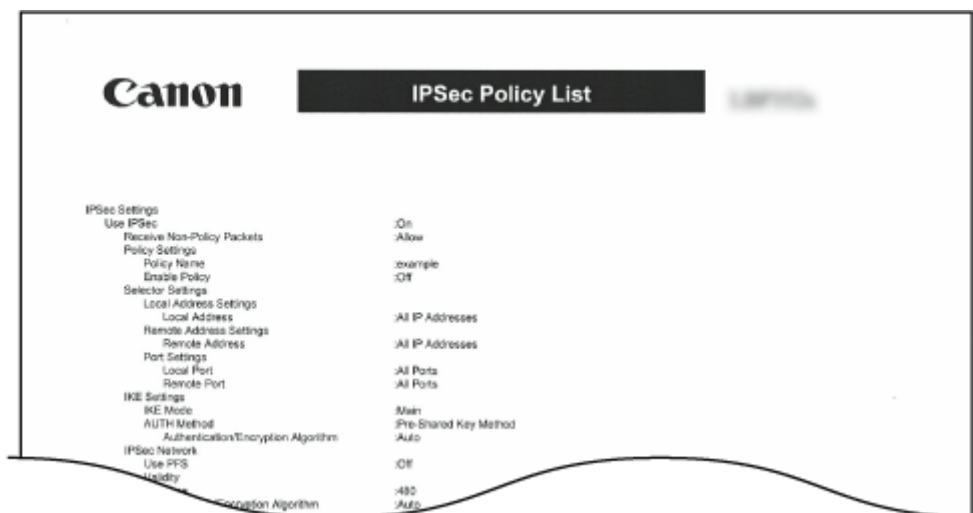 Canon
IPSec Policy List
IPSec Settings
Use IPSec :On
Receive Non-Policy Packets :Allow
Policy Settings
Policy Name :example
Enable Policy :Off
Selector Settings
Local Address Settings
Local Address :All IP Addresses
Remote Address Settings
Remote Address :All IP Addresses
Port Settings
Local Port :All Ports
Remote Port :All Ports
IKE Settings
IKE Mode :Main
AUTH Method :Pre-Shared Key Method
Authentication/Encryption Algorithm :Auto
IPSec Network
Use PFS :Off
Validity
:480
/Encryption Algorithm :Auto